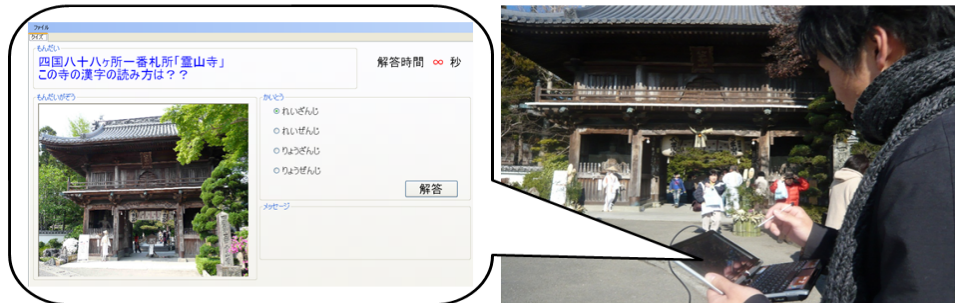 ファイル
クイズ
もんだい
四国八十八ヶ所一番札所「霊山寺」
この寺の漢字の読み方は？？
解答時間 ∞ 秒
もんだいがぞう
かいとう
れいざんじ
れいぜんじ
りょうざんじ
りょうぜんじ
解答
メッセージ